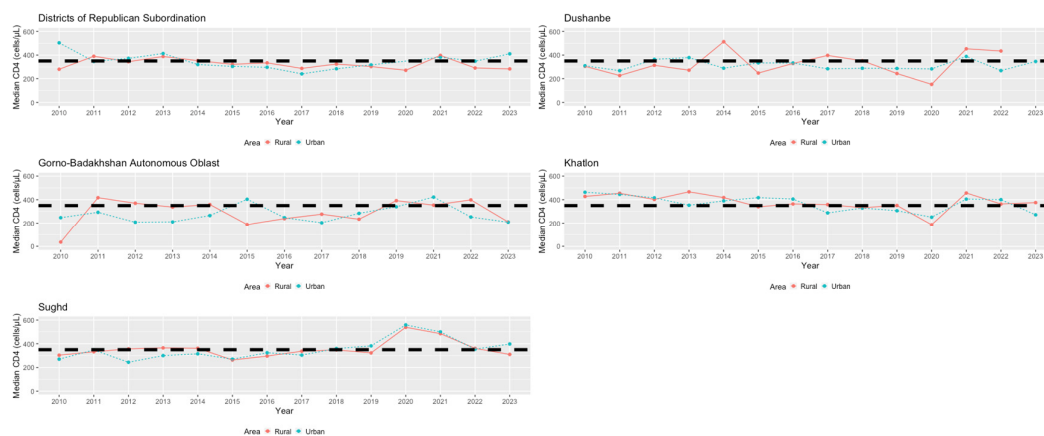 Districts of Republican Subordination
Median CD4 (cells/µL)
600
400
200
0
2010 2011 2012 2013 2014 2015 2016 2017 2018 2019 2020 2021 2022 2023
Year
Area Rural Urban
Dushanbe
Median CD4 (cells/µL)
600
400
200
0
2010 2011 2012 2013 2014 2015 2016 2017 2018 2019 2020 2021 2022 2023
Year
Area Rural Urban
Gorno-Badakhshan Autonomous Oblast
Median CD4 (cells/µL)
600
400
200
0
2010 2011 2012 2013 2014 2015 2016 2017 2018 2019 2020 2021 2022 2023
Year
Area Rural Urban
Khatlon
Median CD4 (cells/µL)
600
400
200
0
2010 2011 2012 2013 2014 2015 2016 2017 2018 2019 2020 2021 2022 2023
Year
Area Rural Urban
Sughd
Median CD4 (cells/µL)
600
400
200
0
2010 2011 2012 2013 2014 2015 2016 2017 2018 2019 2020 2021 2022 2023
Year
Area Rural Urban